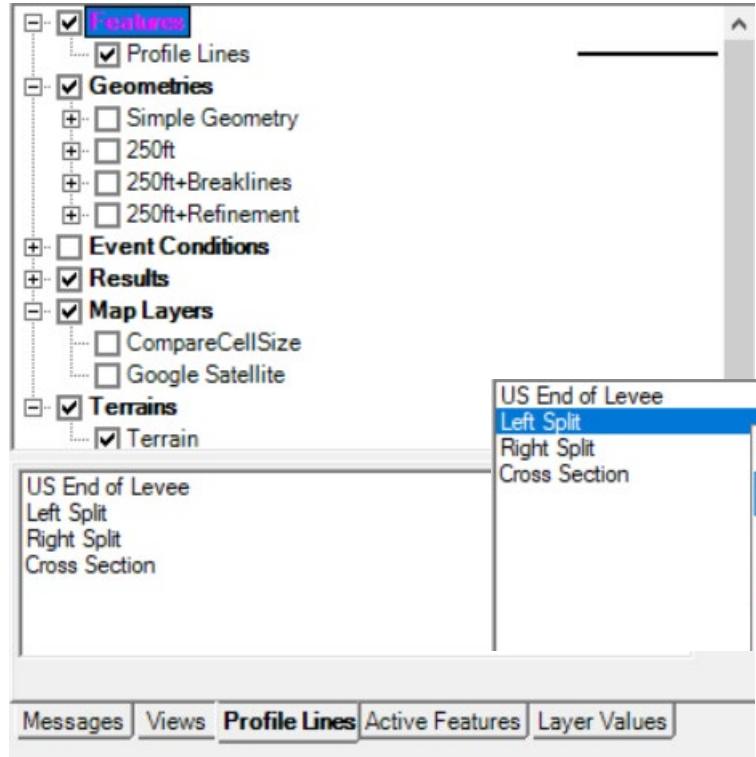 Features
Profile Lines
Geometries
Simple Geometry
250ft
250ft+Breaklines
250ft+Refinement
Event Conditions
Results
Map Layers
CompareCellSize
Google Satellite
Terrains
Terrain
US End of Levee
Left Split
Right Split
Cross Section
US End of Levee
Left Split
Right Split
Cross Section
Messages Views Profile Lines Active Features Layer Values